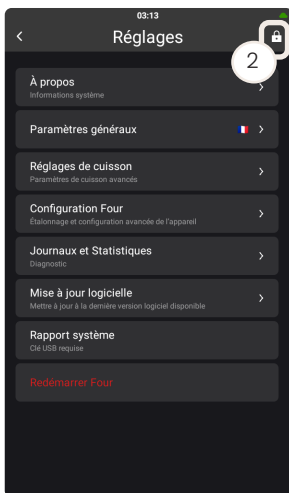 03:13
Réglages
2
À propos
Informations système
Paramètres généraux
Réglages de cuisson
Paramètres de cuisson avancés
Configuration Four
Étalonnage et configuration avancée de l'appareil
Journaux et Statistiques
Diagnostic
Mise à jour logicielle
Mettre à jour à la dernière version logiciel disponible
Rapport système
Clé USB requise
Redémarrer Four